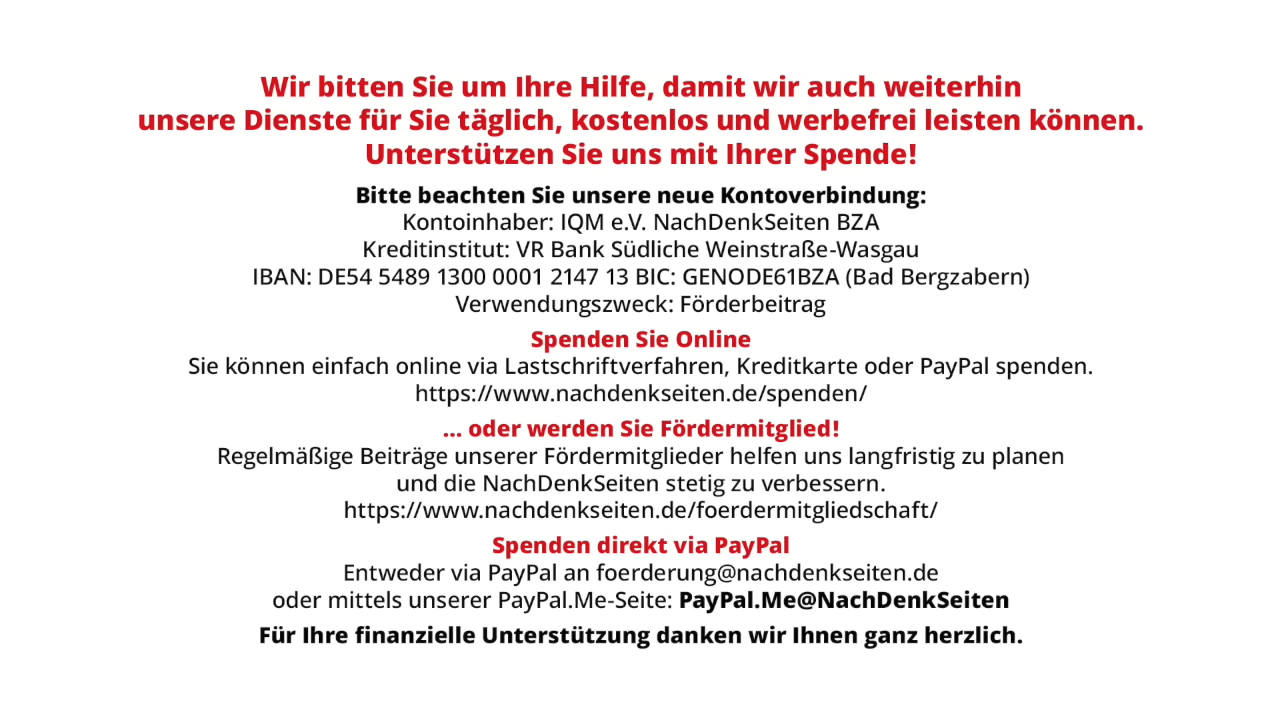 Wir bitten Sie um Ihre Hilfe, damit wir auch weiterhin
unsere Dienste für Sie täglich, kostenlos und werbefrei leisten können.
Unterstützen Sie uns mit Ihrer Spende!
Bitte beachten Sie unsere neue Kontoverbindung:
Kontoinhaber: IQM e.V. NachDenkSeiten BZA
Kreditinstitut: VR Bank Südliche Weinstraße-Wasgau
IBAN: DE54 5489 1300 0001 2147 13 BIC: GENODE61BZA (Bad Bergzabern)
Verwendungszweck: Förderbeitrag
Spenden Sie Online
Sie können einfach online via Lastschriftverfahren, Kreditkarte oder PayPal spenden.
https://www.nachdenkseiten.de/spenden/
... oder werden Sie Fördermitglied!
Regelmäßige Beiträge unserer Fördermitglieder helfen uns langfristig zu planen
und die NachDenkSeiten stetig zu verbessern.
https://www.nachdenkseiten.de/foerdermitgliedschaft/
Spenden direkt via PayPal
Entweder via PayPal an foerderung@nachdenkseiten.de
oder mittels unserer PayPal.Me-Seite: PayPal.Me@NachDenkSeiten
Für Ihre finanzielle Unterstützung danken wir Ihnen ganz herzlich.